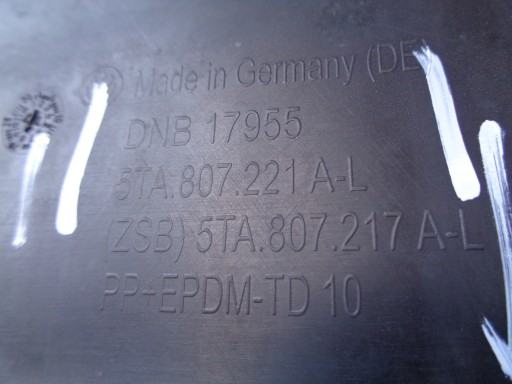 Made in Germany (DE)
DNB 17955
5TA.807.221 A-L
(ZSB) 5TA.807.217 A-L
PP+EPDM-TD 10